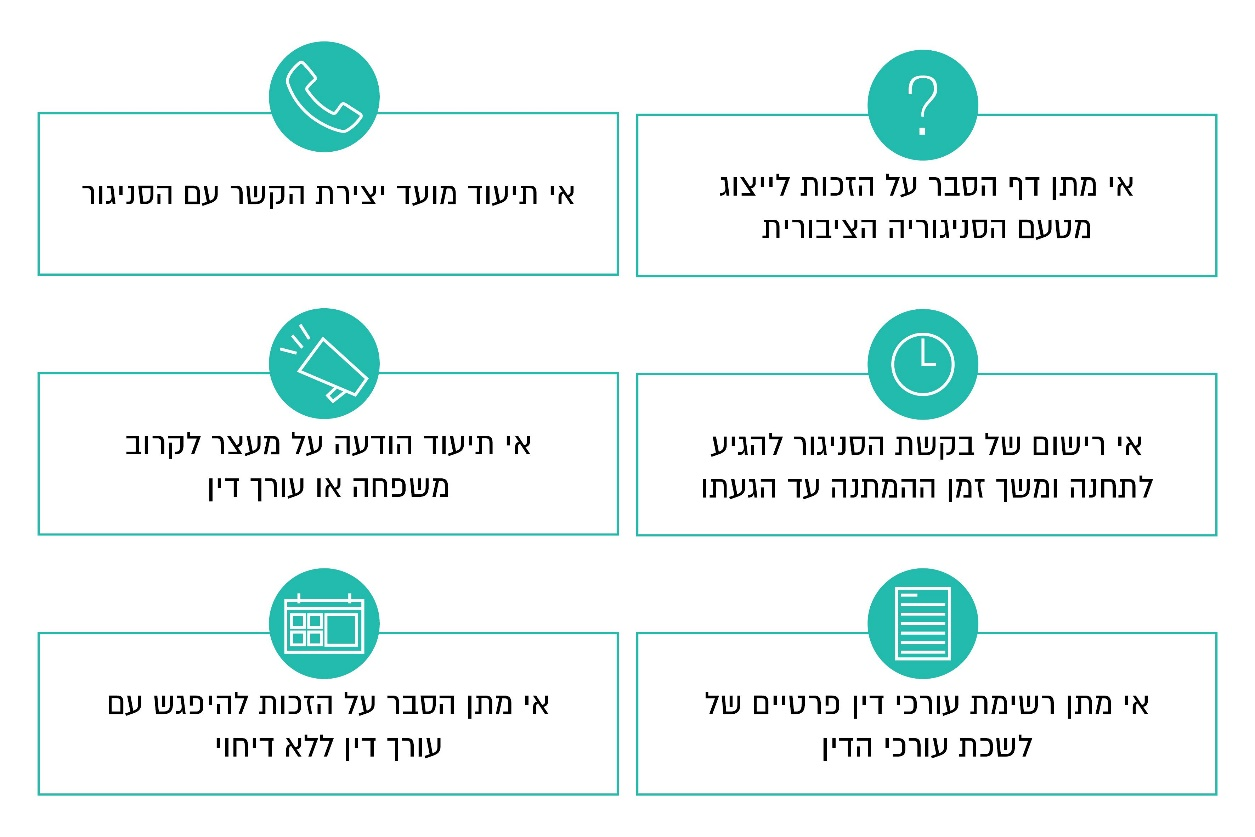 אי מתן דף הסבר על הזכות לייצוג
מטעם הסניגוריה הציבורית
אי תיעוד מועד יצירת הקשר עם הסניגור
אי רישום של בקשת הסניגור להגיע
לתחנה ומשך זמן ההמתנה עד הגעתו
אי תיעוד הודעה על מעצר לקרוב
משפחה או עורך דין
אי מתן רשימת עורכי דין פרטיים של
לשכת עורכי הדין
אי מתן הסבר על הזכות להיפגש עם
עורך דין ללא דיחוי